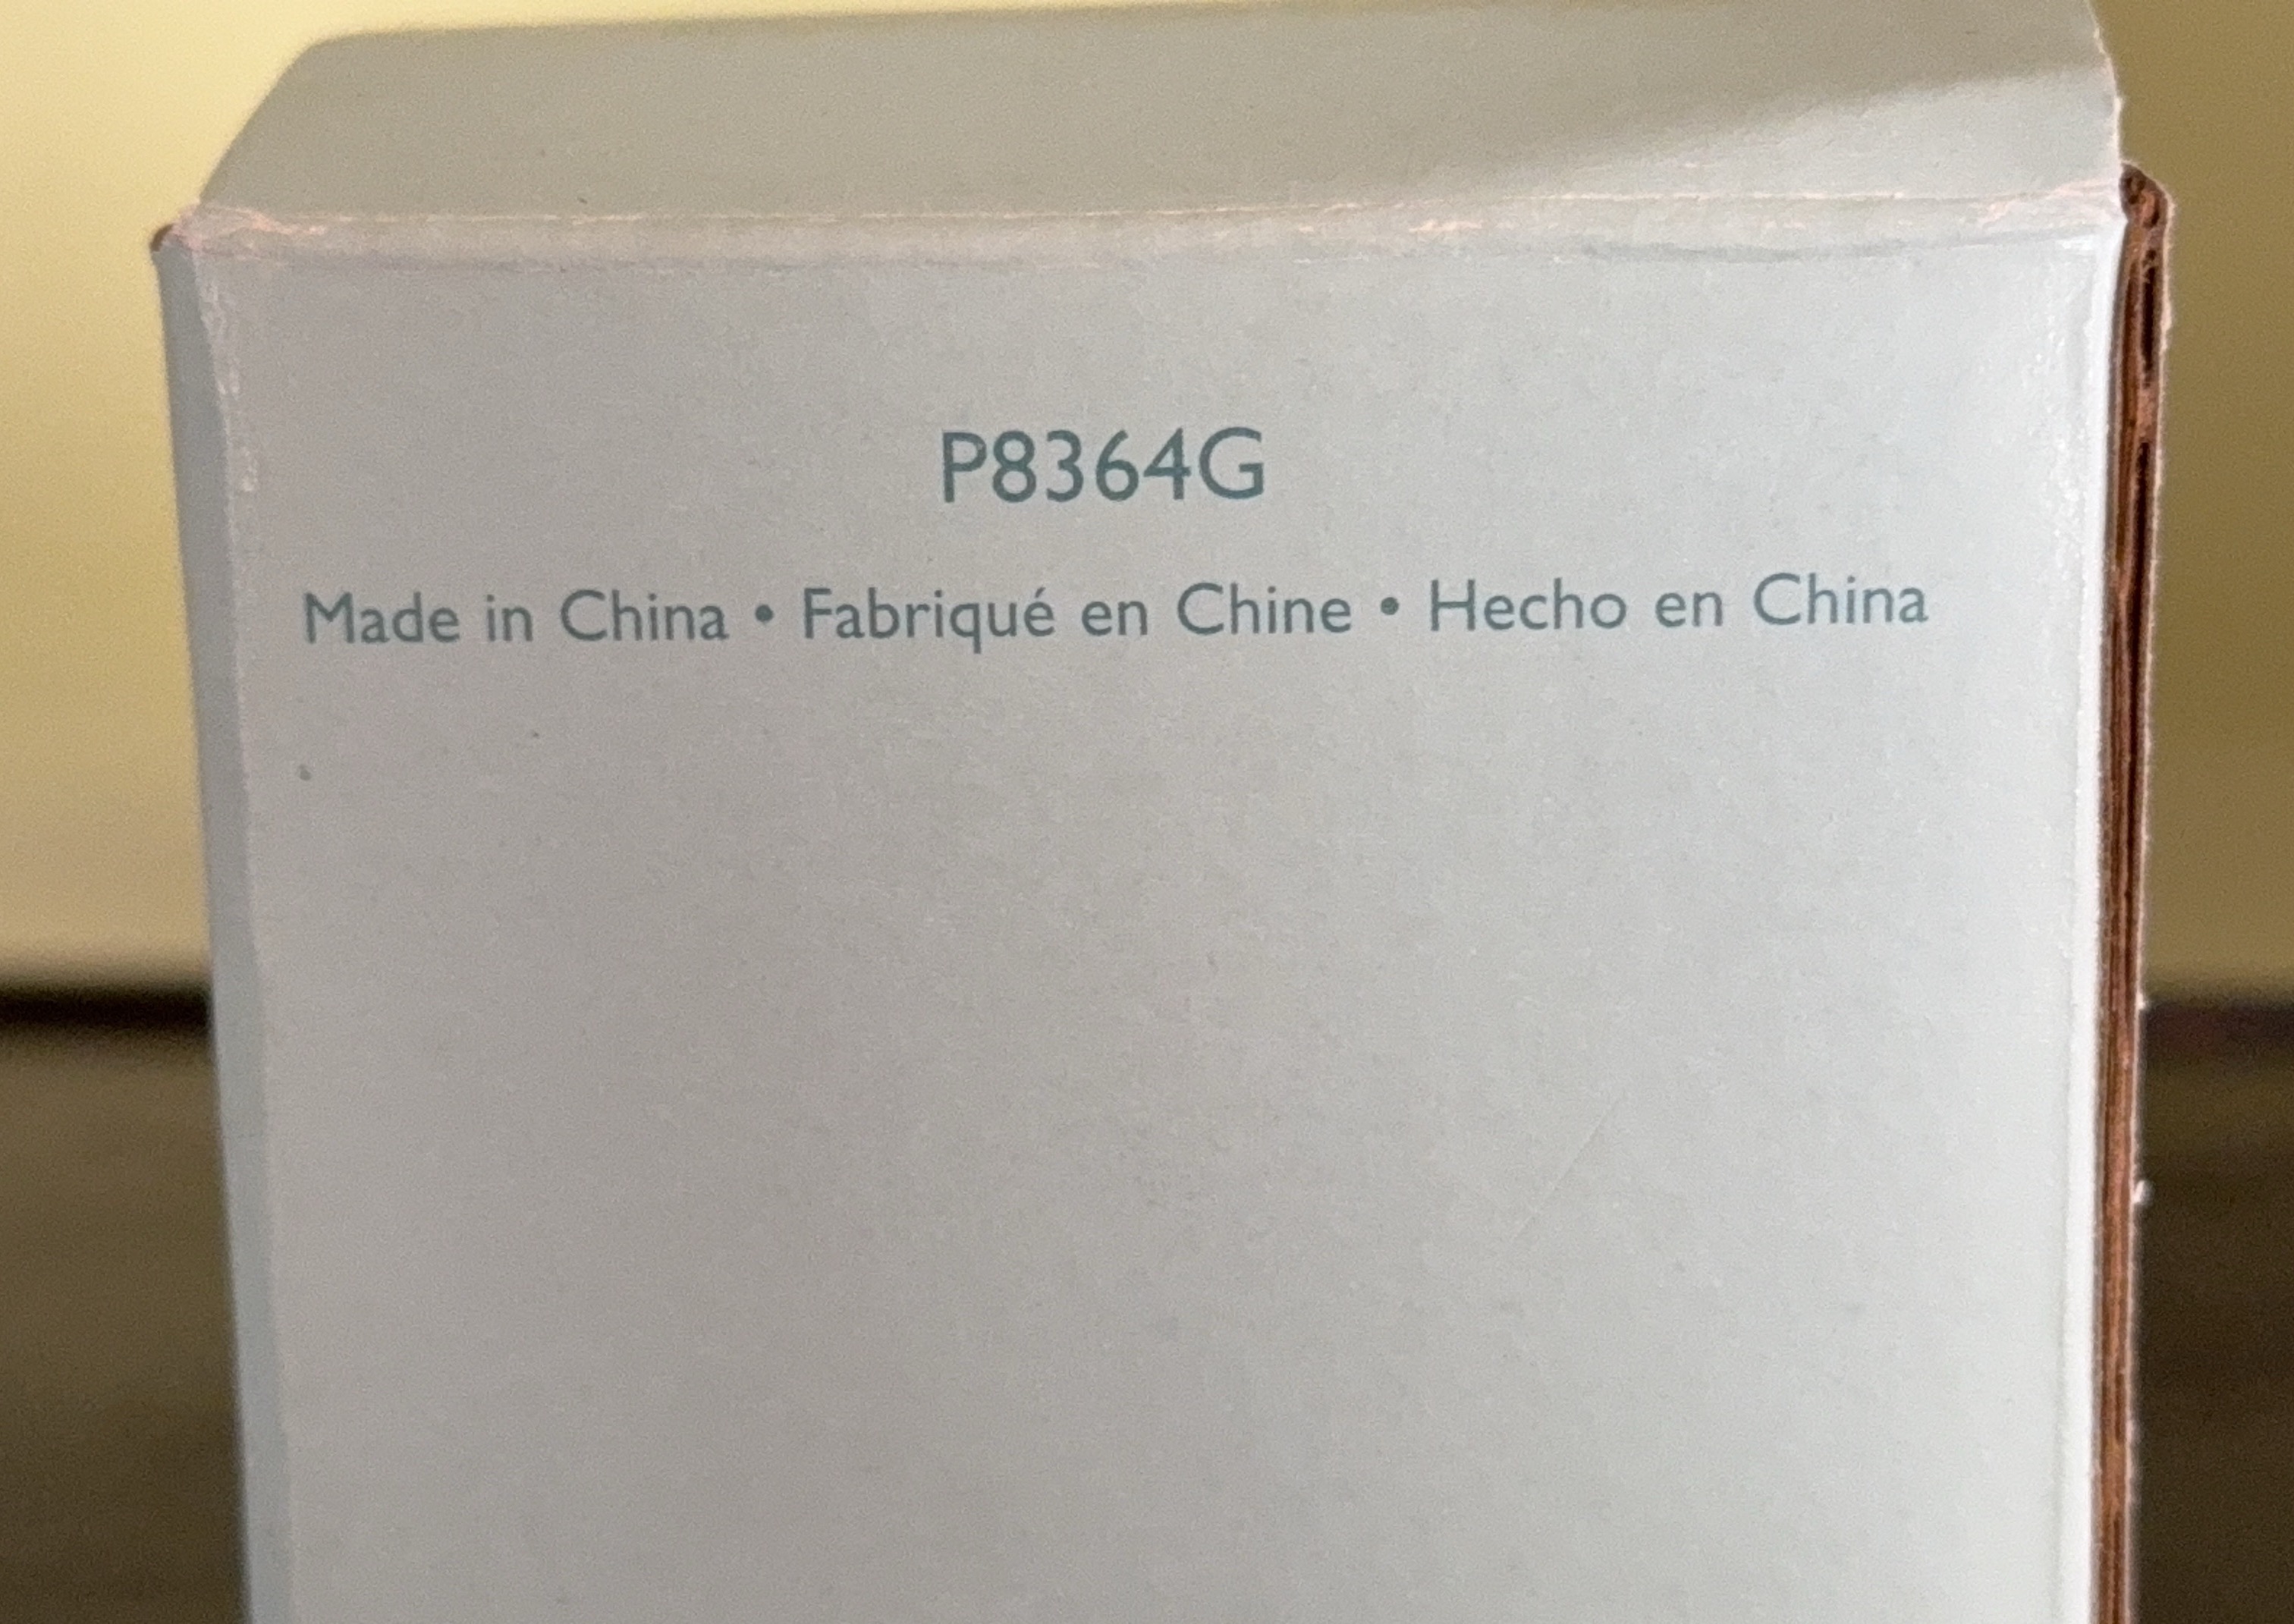 P8364G
Made in China • Fabriqué en Chine • Hecho en China